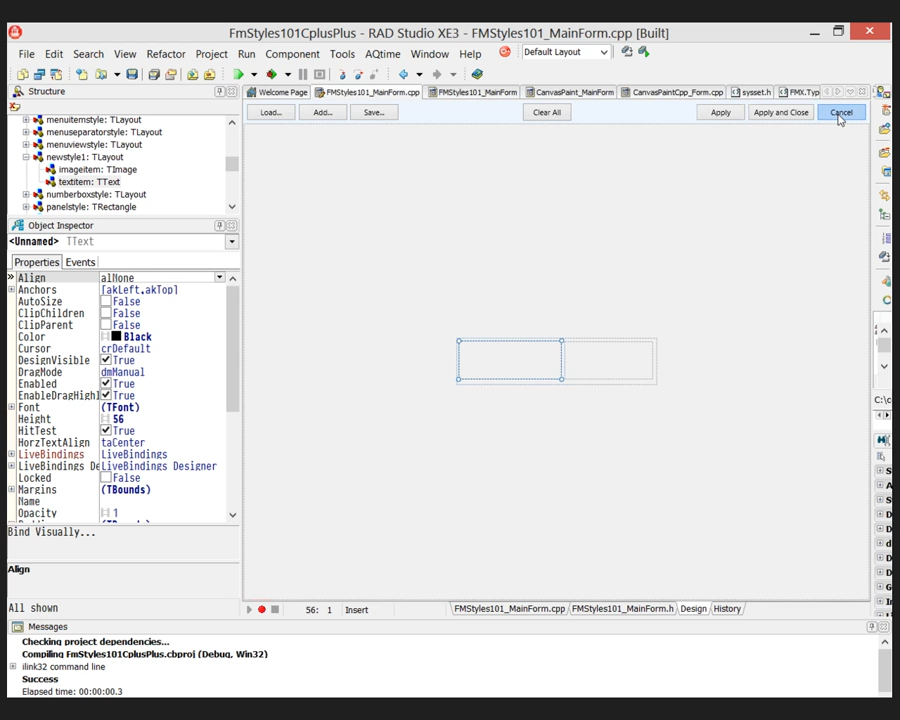 FmStyles101CplusPlus - RAD Studio XE3 - FMStyles101_MainForm.cpp [Built]
File Edit Search View Refactor Project Run Component Tools AQtime Window Help Default Layout
Structure
Welcome Page FMStyles101_MainForm.cpp FMStyles101_MainForm CanvasPaint_MainForm CanvasPaintCpp_Form.cpp sysset.h FMX.Typ
Load... Add... Save... Clear All Apply Apply and Close Cancel
menuitemstyle: TLayout
menuseparatorstyle: TLayout
menuviewstyle: TLayout
newstyle1: TLayout
imageitem: TImage
textitem: TText
numberboxstyle: TLayout
panelstyle: TRectangle
Object Inspector
<Unnamed> TText
Properties Events
Align alNone
Anchors [akLeft,akTop]
AutoSize False
ClipChildren False
ClipParent False
Color Black
Cursor crDefault
DesignVisible True
DragMode dmManual
Enabled True
EnableDragHighl True
Font (TFont)
Height 56
HitTest True
HorzTextAlign taCenter
LiveBindings LiveBindings
LiveBindings De LiveBindings Designer
Locked False
Margins (TBounds)
Name
Opacity 1
Bind Visually...
Align
All shown
56: 1 Insert FMStyles101_MainForm.cpp FMStyles101_MainForm.h Design History
Messages
Checking project dependencies...
Compiling FmStyles101CplusPlus.cbproj (Debug, Win32)
ilink32 command line
Success
Elapsed time: 00:00:00.3